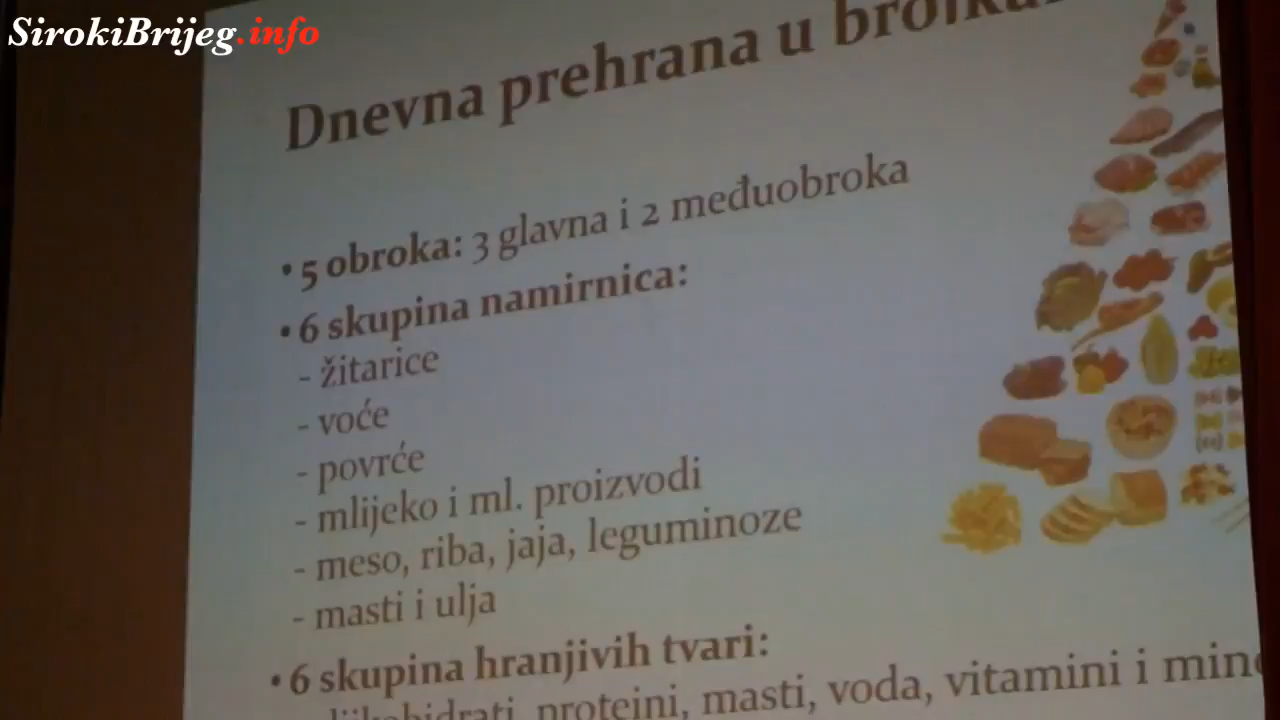 SirokiBrijeg.info
Dnevna prehrana u
• 5 obroka: 3 glavna i 2 međuobroka
• 6 skupina namirnica:
- žitarice
- voće
- povrće
- mlijeko i ml. proizvodi
- meso, riba, jaja, leguminoze
- masti i ulja
• 6 skupina hranjivih tvari:
proteini, masti, voda, vitamini i